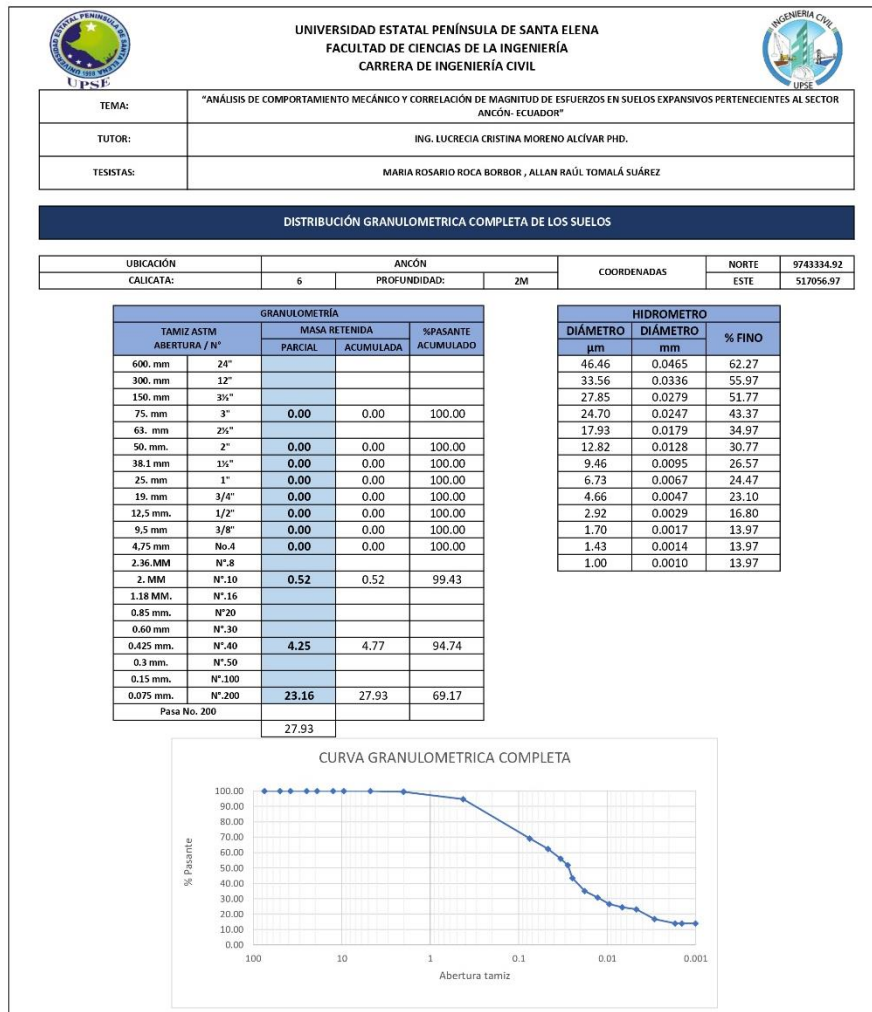 UNIVERSIDAD ESTATAL PENÍNSULA DE SANTA ELENA
FACULTAD DE CIENCIAS DE LA INGENIERÍA
CARRERA DE INGENIERÍA CIVIL
UNIVERSIDAD ESTATAL PENINSULA DE SANTA ELENA
UPSE
INGENIERIA CIVIL
UPSE
TEMA: "ANÁLISIS DE COMPORTAMIENTO MECÁNICO Y CORRELACIÓN DE MAGNITUD DE ESFUERZOS EN SUELOS EXPANSIVOS PERTENECIENTES AL SECTOR
ANCÓN- ECUADOR"
TUTOR: ING. LUCRECIA CRISTINA MORENO ALCÍVAR PHD.
TESISTAS: MARIA ROSARIO ROCA BORBOR , ALLAN RAÚL TOMALÁ SUÁREZ
DISTRIBUCIÓN GRANULOMETRICA COMPLETA DE LOS SUELOS
UBICACIÓN ANCÓN COORDENADAS NORTE 9743334.92
CALICATA: 6 PROFUNDIDAD: 2M ESTE 517056.97
GRANULOMETRÍA
TAMIZ ASTM MASA RETENIDA %PASANTE
ABERTURA / N° PARCIAL ACUMULADA ACUMULADO
600. mm 24"
300. mm 12"
150. mm 3½"
75. mm 3" 0.00 0.00 100.00
63. mm 2½"
50. mm. 2" 0.00 0.00 100.00
38.1 mm 1½" 0.00 0.00 100.00
25. mm 1" 0.00 0.00 100.00
19. mm 3/4" 0.00 0.00 100.00
12,5 mm. 1/2" 0.00 0.00 100.00
9,5 mm 3/8" 0.00 0.00 100.00
4,75 mm No.4 0.00 0.00 100.00
2.36.MM N°.8
2. MM N°.10 0.52 0.52 99.43
1.18 MM. N°.16
0.85 mm. N°20
0.60 mm N°.30
0.425 mm. N°.40 4.25 4.77 94.74
0.3 mm. N°.50
0.15 mm. N°.100
0.075 mm. N°.200 23.16 27.93 69.17
Pasa No. 200
27.93
HIDROMETRO
DIÁMETRO DIÁMETRO % FINO
µm mm
46.46 0.0465 62.27
33.56 0.0336 55.97
27.85 0.0279 51.77
24.70 0.0247 43.37
17.93 0.0179 34.97
12.82 0.0128 30.77
9.46 0.0095 26.57
6.73 0.0067 24.47
4.66 0.0047 23.10
2.92 0.0029 16.80
1.70 0.0017 13.97
1.43 0.0014 13.97
1.00 0.0010 13.97
CURVA GRANULOMETRICA COMPLETA
% Pasante
100.00
90.00
80.00
70.00
60.00
50.00
40.00
30.00
20.00
10.00
0.00
100 10 1 0.1 0.01 0.001
Abertura tamiz